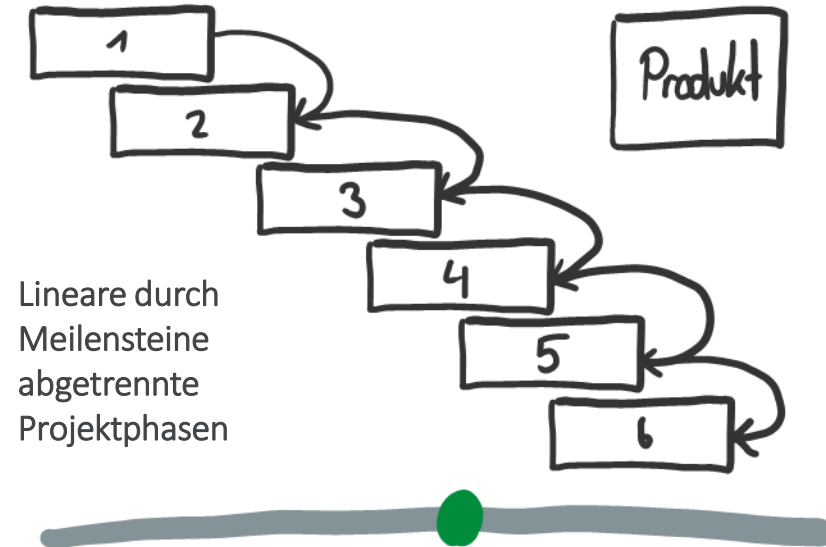 1
Produkt
2
3
4
Lineare durch
Meilensteine
abgetrennte
Projektphasen
5
6